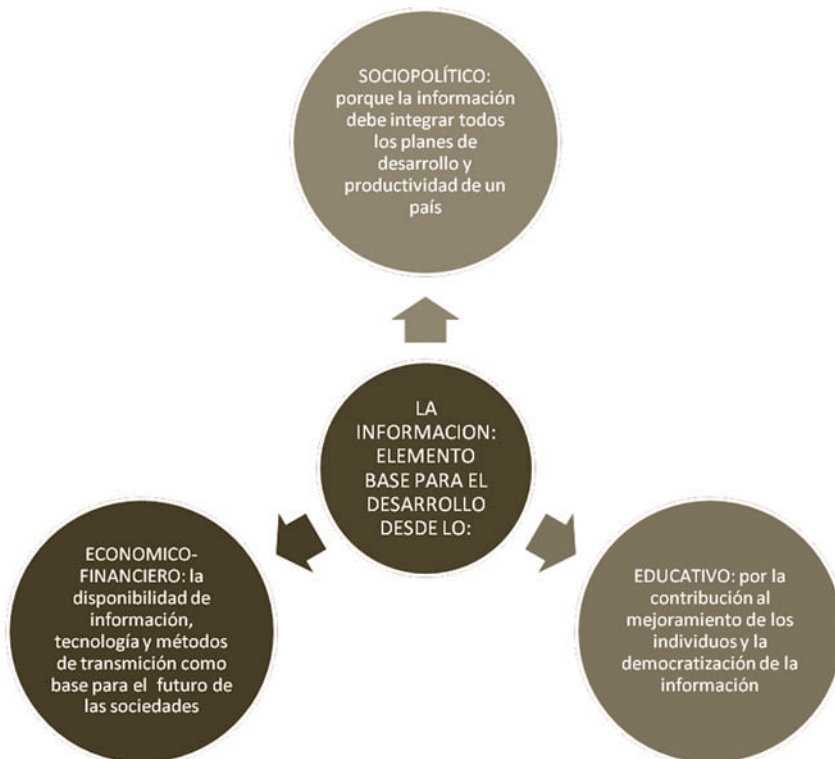 SOCIOPOLÍTICO:
porque la información
debe integrar todos
los planes de
desarrollo y
productividad de un
país
LA
INFORMACION:
ELEMENTO
BASE PARA EL
DESARROLLO
DESDE LO:
ECONOMICO-
FINANCIERO: la
disponibilidad de
información,
tecnología y métodos
de transmición como
base para el futuro de
las sociedades
EDUCATIVO: por la
contribución al
mejoramiento de los
individuos y la
democratización de la
información